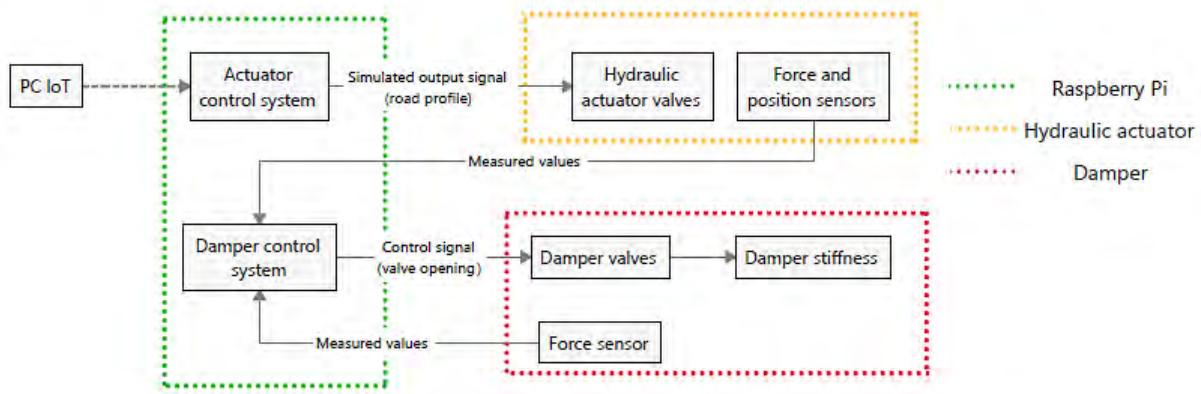 PC IoT
Actuator
control system
Simulated output signal
(road profile)
Hydraulic
actuator valves
Force and
position sensors
Raspberry Pi
Hydraulic actuator
Damper
Measured values
Damper control
system
Control signal
(valve opening)
Damper valves
Damper stiffness
Measured values
Force sensor